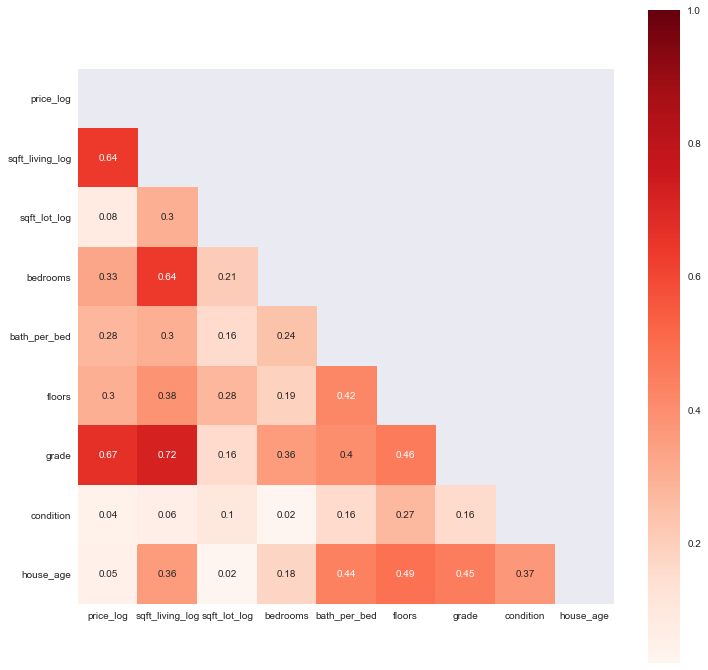 1.0
price_log
0.8
sqft_living_log 0.64
sqft_lot_log 0.08 0.3
0.6
bedrooms 0.33 0.64 0.21
bath_per_bed 0.28 0.3 0.16 0.24
floors 0.3 0.38 0.28 0.19 0.42
0.4
grade 0.67 0.72 0.16 0.36 0.4 0.46
condition 0.04 0.06 0.1 0.02 0.16 0.27 0.16
0.2
house_age 0.05 0.36 0.02 0.18 0.44 0.49 0.45 0.37
price_log sqft_living_log sqft_lot_log bedrooms bath_per_bed floors grade condition house_age